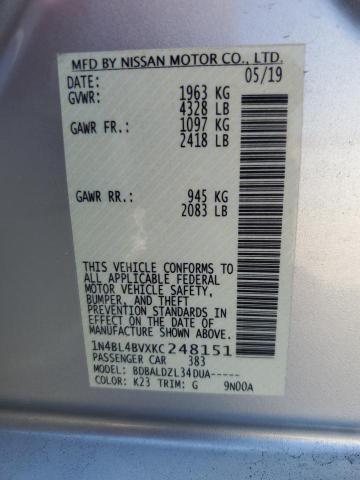 MFD BY NISSAN MOTOR CO., LTD.
DATE: 05/19
GVWR: 1963 KG
4328 LB
GAWR FR.: 1097 KG
2418 LB
GAWR RR.: 945 KG
2083 LB
THIS VEHICLE CONFORMS TO
ALL APPLICABLE FEDERAL
MOTOR VEHICLE SAFETY,
BUMPER, AND THEFT
PREVENTION STANDARDS IN
EFFECT ON THE DATE OF
MANUFACTURE SHOWN ABOVE.
1N4BL4BVXKC248151
PASSENGER CAR 383
MODEL: BDBALDZL34DUA-----
COLOR: K23 TRIM: G 9N00A